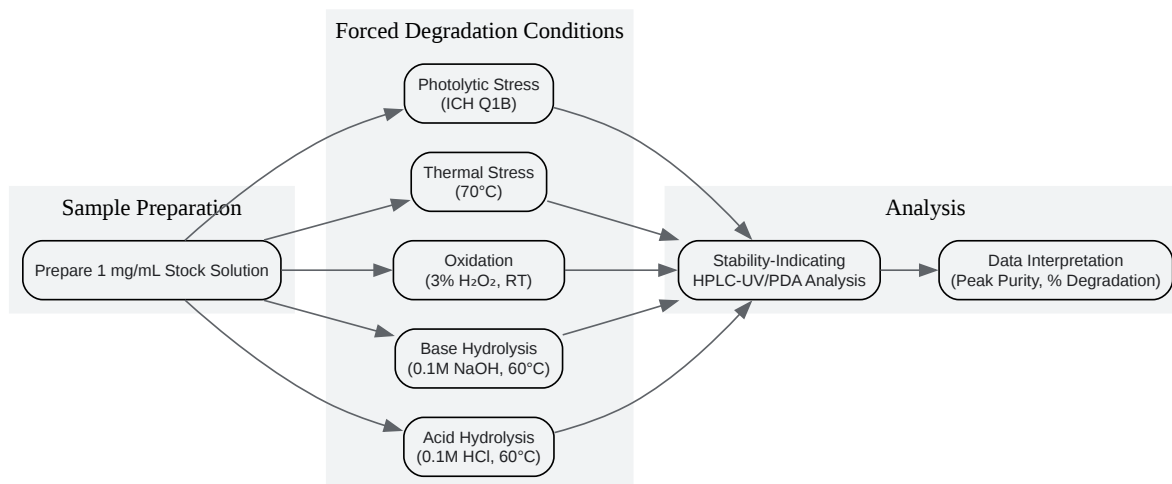 Forced Degradation Conditions
Photolytic Stress
(ICH Q1B)
Thermal Stress
(70°C)
Sample Preparation
Analysis
Prepare 1 mg/mL Stock Solution
Oxidation
(3% H₂O₂, RT)
Stability-Indicating
HPLC-UV/PDA Analysis
Data Interpretation
(Peak Purity, % Degradation)
Base Hydrolysis
(0.1M NaOH, 60°C)
Acid Hydrolysis
(0.1M HCl, 60°C)